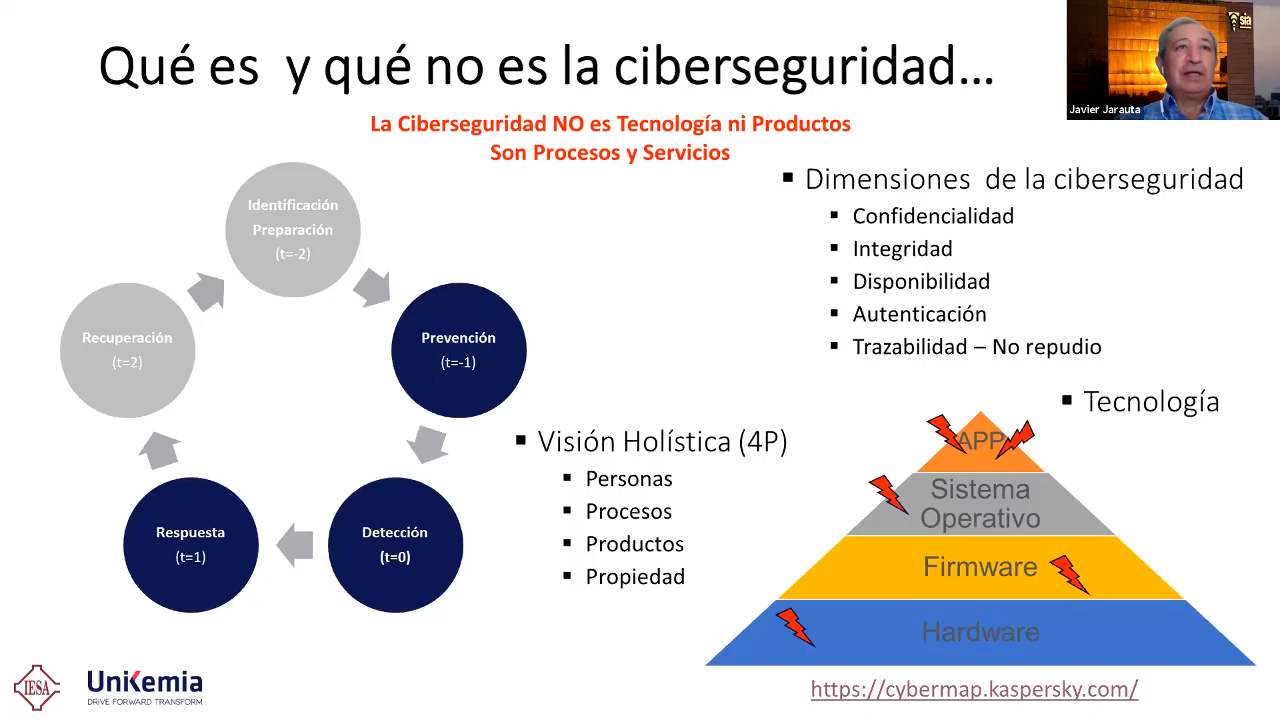 Qué es y qué no es la ciberseguridad…
sia
Javier Jarauta
La Ciberseguridad NO es Tecnología ni Productos
Son Procesos y Servicios
Identificación
Preparación
(t=-2)
Prevención
(t=-1)
Detección
(t=0)
Respuesta
(t=1)
Recuperación
(t=2)
Visión Holística (4P)
Personas
Procesos
Productos
Propiedad
Dimensiones de la ciberseguridad
Confidencialidad
Integridad
Disponibilidad
Autenticación
Trazabilidad – No repudio
Tecnología
APP
Sistema
Operativo
Firmware
Hardware
https://cybermap.kaspersky.com/
IESA
UniKemia
DRIVE FORWARD TRANSFORM